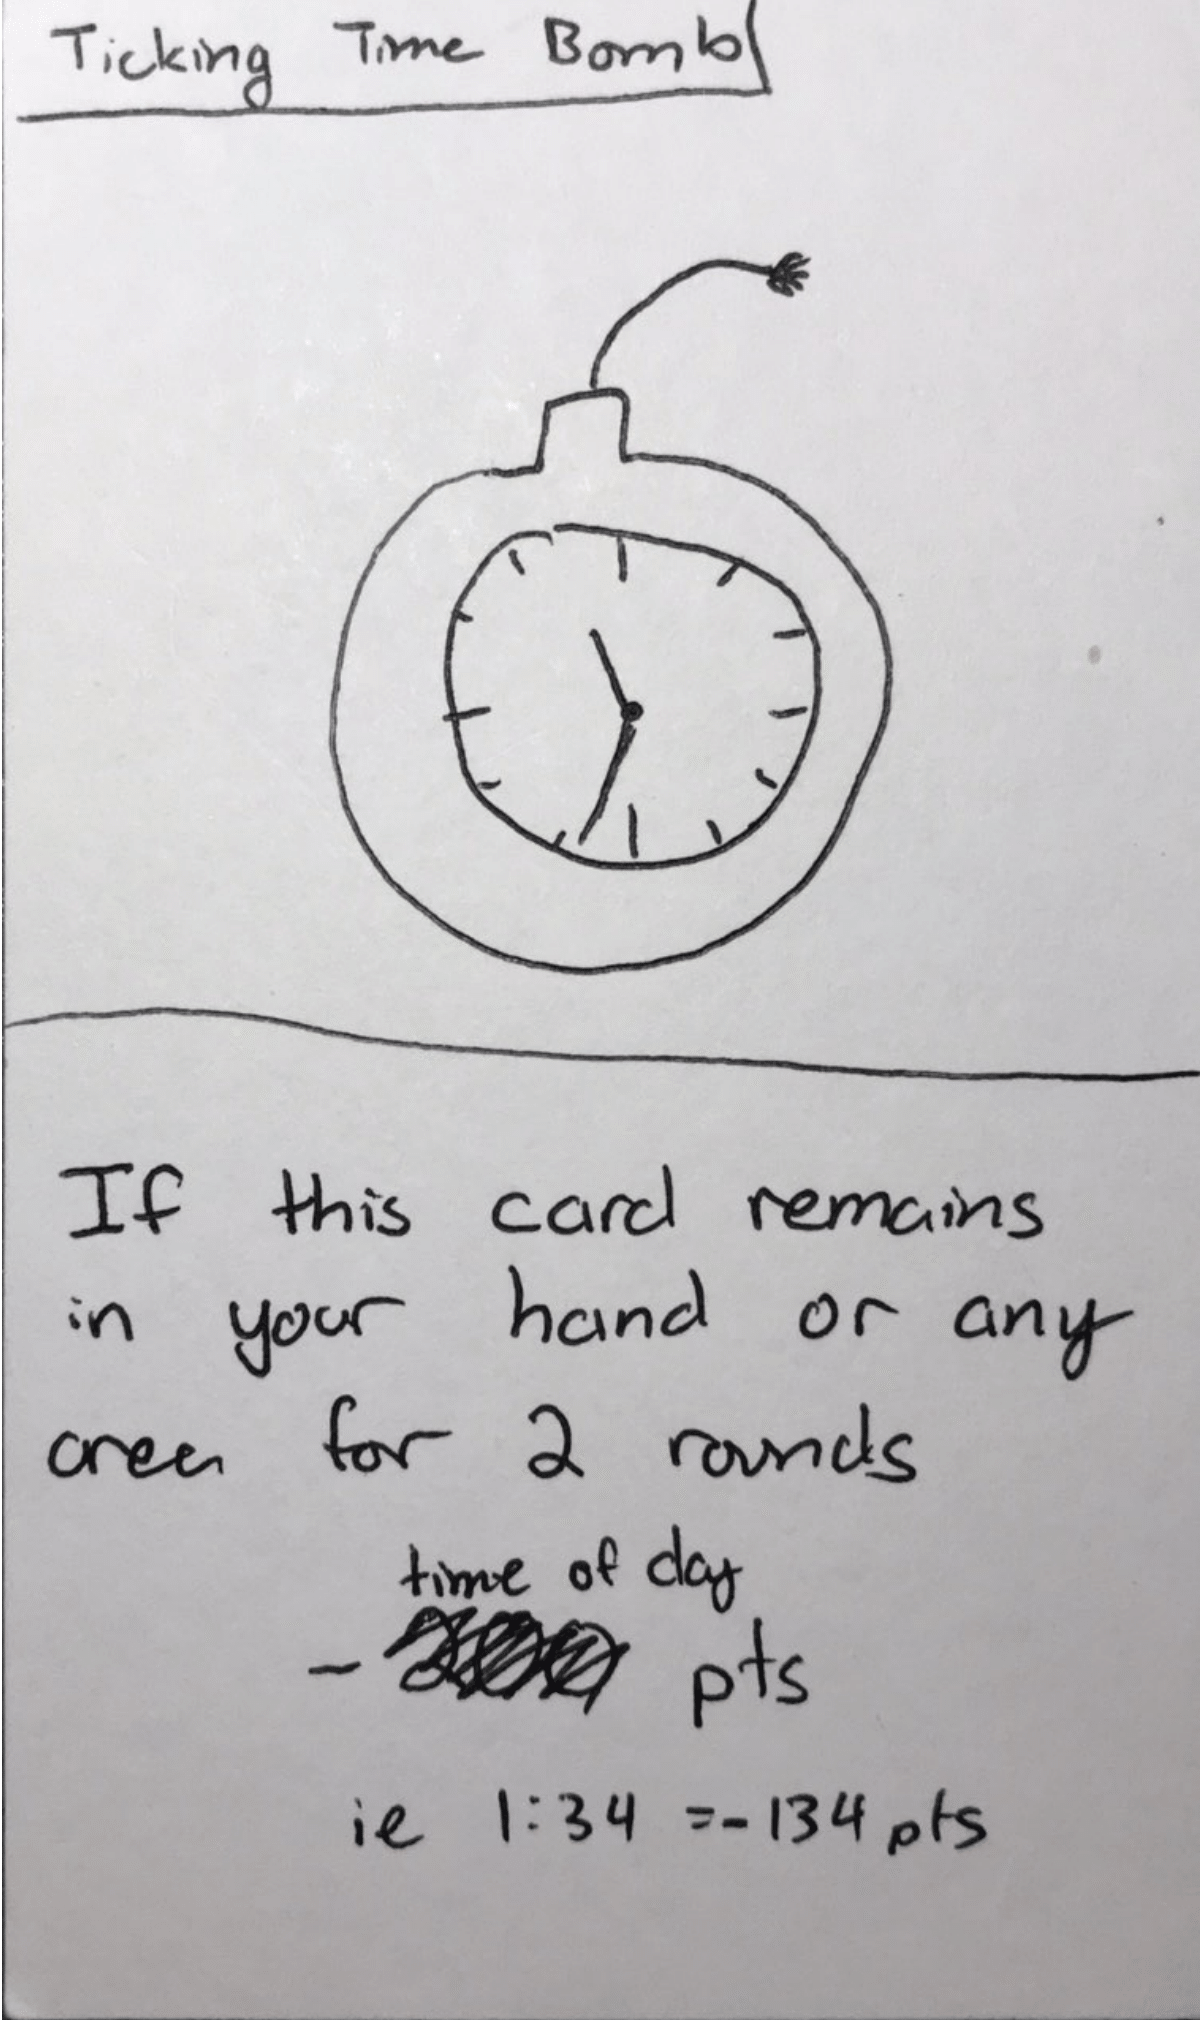 Ticking Time Bomb
If this card remains
in your hand or any
area for 2 rounds
time of day
- 200 pts
ie 1:34 =-134 pts